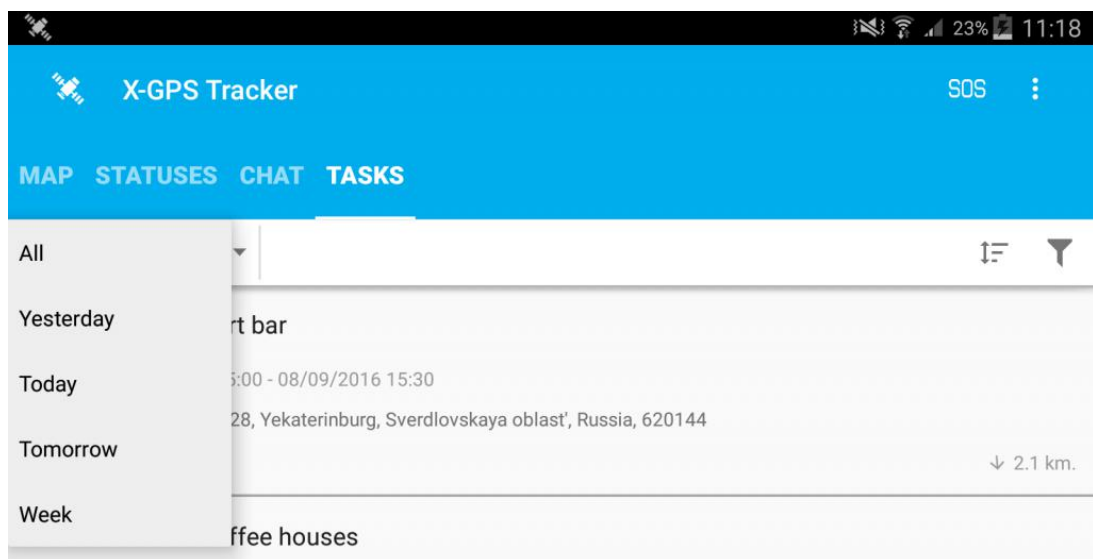 23% 11:18
X-GPS Tracker SOS
MAP STATUSES CHAT TASKS
All
Yesterday
rt bar
Today
:00 - 08/09/2016 15:30
28, Yekaterinburg, Sverdlovskaya oblast', Russia, 620144
Tomorrow
2.1 km.
Week
ffee houses